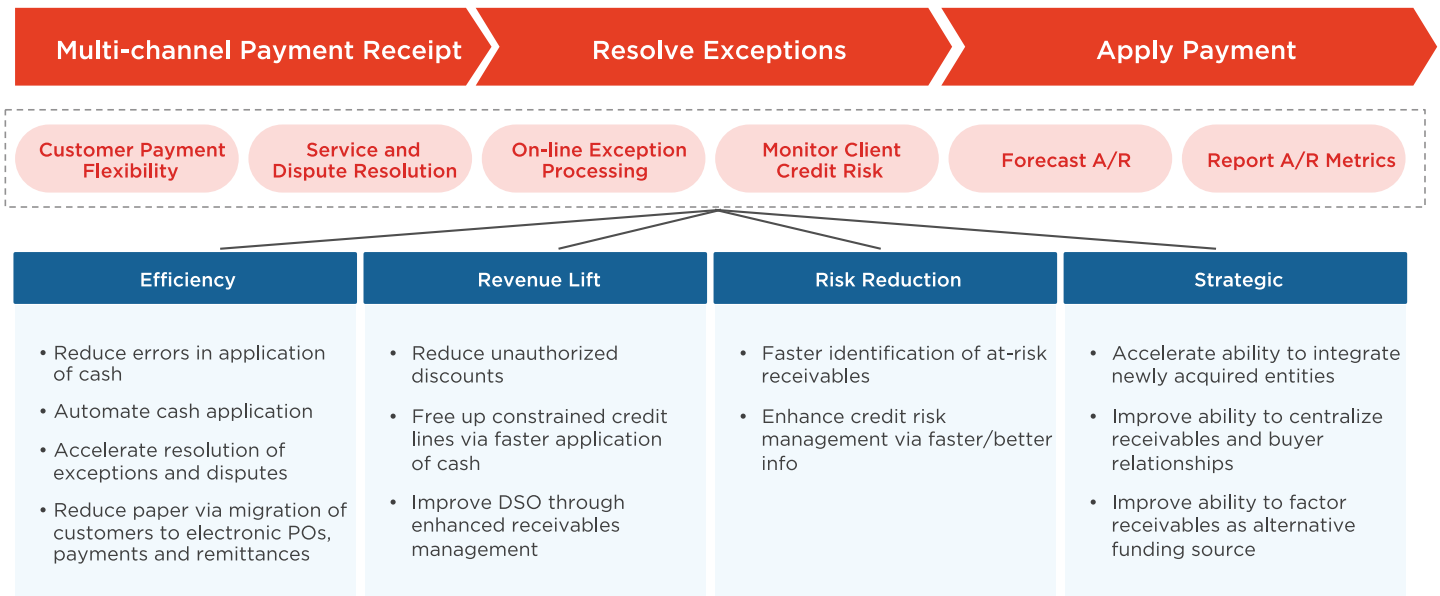 Multi-channel Payment Receipt
Resolve Exceptions
Apply Payment
Customer Payment
Flexibility
Service and
Dispute Resolution
On-line Exception
Processing
Monitor Client
Credit Risk
Forecast A/R
Report A/R Metrics
Efficiency
• Reduce errors in application
of cash
• Automate cash application
• Accelerate resolution of
exceptions and disputes
• Reduce paper via migration of
customers to electronic POs,
payments and remittances
Revenue Lift
• Reduce unauthorized
discounts
• Free up constrained credit
lines via faster application
of cash
• Improve DSO through
enhanced receivables
management
Risk Reduction
• Faster identification of at-risk
receivables
• Enhance credit risk
management via faster/better
info
Strategic
• Accelerate ability to integrate
newly acquired entities
• Improve ability to centralize
receivables and buyer
relationships
• Improve ability to factor
receivables as alternative
funding source